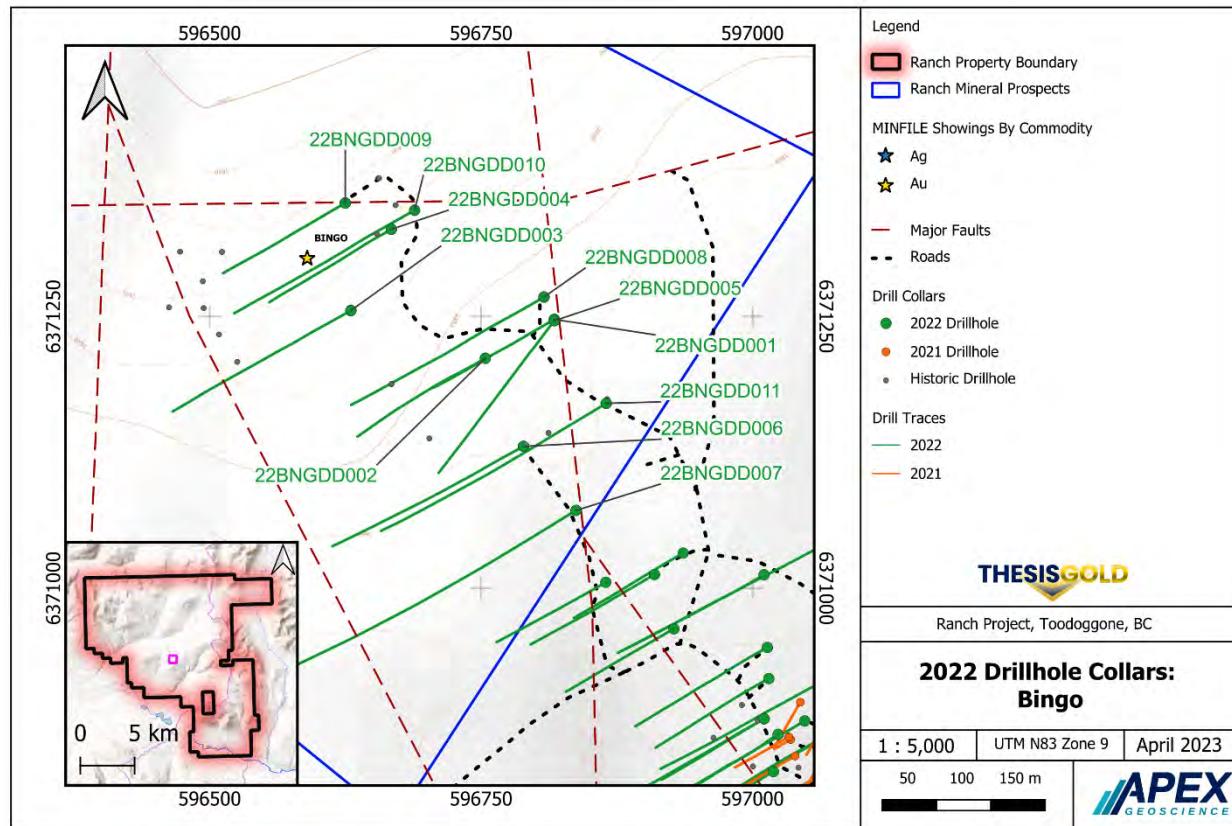 596500
596750
597000
22BNGDD009
22BNGDD010
22BNGDD004
22BNGDD003
BINGO
22BNGDD008
22BNGDD005
6371250
6371250
22BNGDD001
22BNGDD011
22BNGDD006
22BNGDD002
22BNGDD007
6371000
6371000
0 5 km
596500
596750
597000
Legend
Ranch Property Boundary
Ranch Mineral Prospects
MINFILE Showings By Commodity
Ag
Au
Major Faults
Roads
Drill Collars
2022 Drillhole
2021 Drillhole
Historic Drillhole
Drill Traces
2022
2021
THESISGOLD
Ranch Project, Toodoggone, BC
2022 Drillhole Collars:
Bingo
1 : 5,000
UTM N83 Zone 9
April 2023
50 100 150 m
APEX
GEOSCIENCE